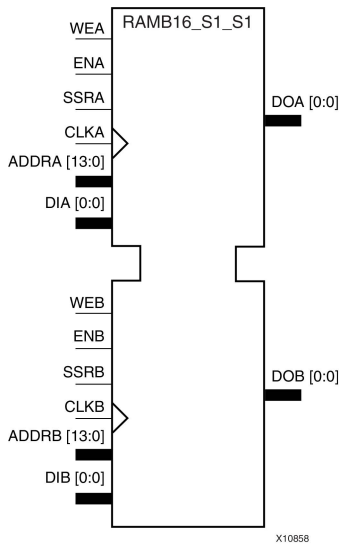 RAMB16_S1_S1
WEA
ENA
SSRA
DOA [0:0]
CLKA
ADDRA [13:0]
DIA [0:0]
WEB
ENB
SSRB
DOB [0:0]
CLKB
ADDRB [13:0]
DIB [0:0]
X10858